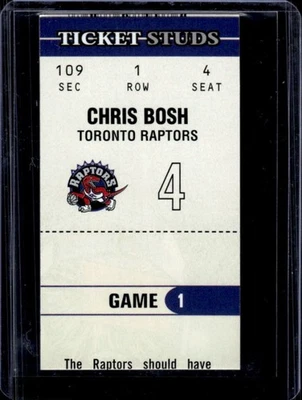 TICKET STUDS
109 1 4
SEC ROW SEAT
CHRIS BOSH
TORONTO RAPTORS
RAPTORS
4
GAME 1
The Raptors should have